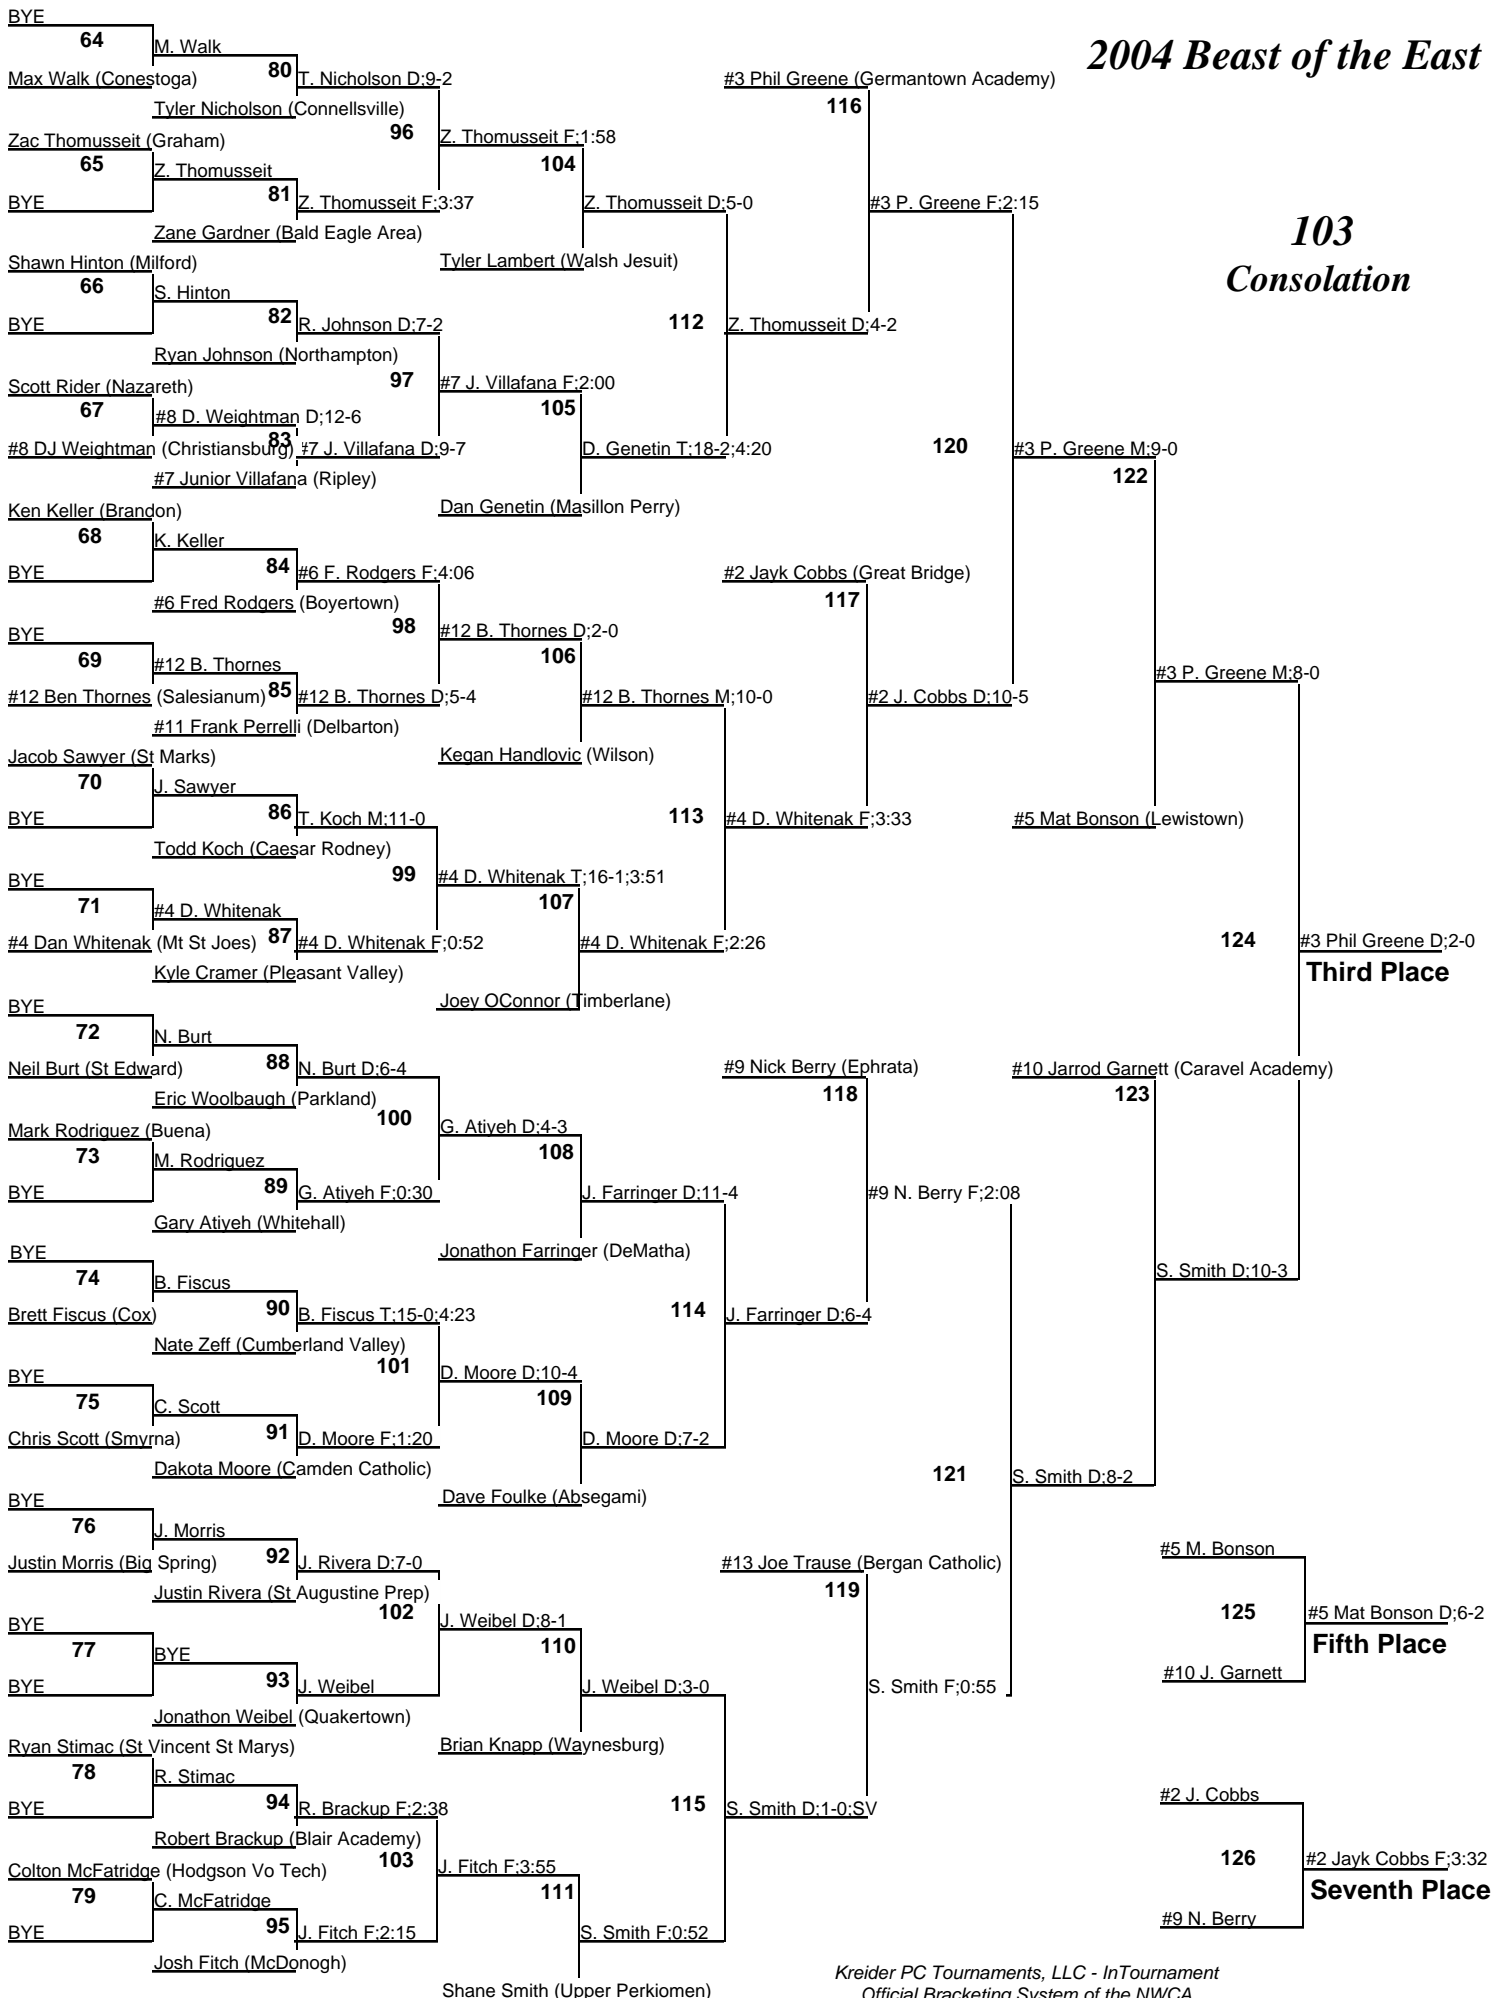 2004 Beast of the East
103
Consolation
BYE
64
M. Walk
Max Walk (Conestoga)
80
T. Nicholson D;9-2
Tyler Nicholson (Connellsville)
96
Zac Thomusseit (Graham)
65
Z. Thomusseit
BYE
81
Z. Thomusseit F;3:37
Zane Gardner (Bald Eagle Area)
Z. Thomusseit F;1:58
104
Z. Thomusseit D;5-0
Tyler Lambert (Walsh Jesuit)
Shawn Hinton (Milford)
66
S. Hinton
BYE
82
R. Johnson D;7-2
Ryan Johnson (Northampton)
97
Scott Rider (Nazareth)
67
#8 D. Weightman D;12-6
#8 DJ Weightman (Christiansburg)
83
#7 J. Villafana D;9-7
#7 Junior Villafana (Ripley)
#7 J. Villafana F;2:00
105
D. Genetin T;18-2;4:20
Dan Genetin (Masillon Perry)
112
Z. Thomusseit D;4-2
#3 Phil Greene (Germantown Academy)
116
#3 P. Greene F;2:15
Ken Keller (Brandon)
68
K. Keller
BYE
84
#6 F. Rodgers F;4:06
#6 Fred Rodgers (Boyertown)
98
BYE
69
#12 B. Thornes
#12 Ben Thornes (Salesianum)
85
#12 B. Thornes D;5-4
#11 Frank Perrelli (Delbarton)
#12 B. Thornes D;2-0
106
#12 B. Thornes M;10-0
Kegan Handlovic (Wilson)
Jacob Sawyer (St Marks)
70
J. Sawyer
BYE
86
T. Koch M;11-0
Todd Koch (Caesar Rodney)
99
BYE
71
#4 D. Whitenak
#4 Dan Whitenak (Mt St Joes)
87
#4 D. Whitenak F;0:52
Kyle Cramer (Pleasant Valley)
#4 D. Whitenak T;16-1;3:51
107
#4 D. Whitenak F;2:26
Joey OConnor (Timberlane)
113
#4 D. Whitenak F;3:33
#2 Jayk Cobbs (Great Bridge)
117
#2 J. Cobbs D;10-5
120
#3 P. Greene M;9-0
122
#5 Mat Bonson (Lewistown)
#3 P. Greene M;8-0
124
#3 Phil Greene D;2-0
Third Place
BYE
72
N. Burt
Neil Burt (St Edward)
88
N. Burt D;6-4
Eric Woolbaugh (Parkland)
100
Mark Rodriguez (Buena)
73
M. Rodriguez
BYE
89
G. Atiyeh F;0:30
Gary Atiyeh (Whitehall)
G. Atiyeh D;4-3
108
J. Farringer D;11-4
Jonathon Farringer (DeMatha)
BYE
74
B. Fiscus
Brett Fiscus (Cox)
90
B. Fiscus T;15-0;4:23
Nate Zeff (Cumberland Valley)
101
BYE
75
C. Scott
Chris Scott (Smyrna)
91
D. Moore F;1:20
Dakota Moore (Camden Catholic)
D. Moore D;10-4
109
D. Moore D;7-2
Dave Foulke (Absegami)
114
J. Farringer D;6-4
#9 Nick Berry (Ephrata)
118
#9 N. Berry F;2:08
#10 Jarrod Garnett (Caravel Academy)
123
S. Smith D;10-3
BYE
76
J. Morris
Justin Morris (Big Spring)
92
J. Rivera D;7-0
Justin Rivera (St Augustine Prep)
102
BYE
77
BYE
BYE
93
J. Weibel
Jonathon Weibel (Quakertown)
J. Weibel D;8-1
110
J. Weibel D;3-0
Brian Knapp (Waynesburg)
Ryan Stimac (St Vincent St Marys)
78
R. Stimac
BYE
94
R. Brackup F;2:38
Robert Brackup (Blair Academy)
103
Colton McFatridge (Hodgson Vo Tech)
79
C. McFatridge
BYE
95
J. Fitch F;2:15
Josh Fitch (McDonogh)
J. Fitch F;3:55
111
S. Smith F;0:52
Shane Smith (Upper Perkiomen)
115
S. Smith D;1-0;SV
#13 Joe Trause (Bergan Catholic)
119
S. Smith F;0:55
121
S. Smith D;8-2
#5 M. Bonson
125
#5 Mat Bonson D;6-2
Fifth Place
#10 J. Garnett
#2 J. Cobbs
126
#2 Jayk Cobbs F;3:32
Seventh Place
#9 N. Berry
Kreider PC Tournaments, LLC - InTournament
Official Bracketing System of the NWCA